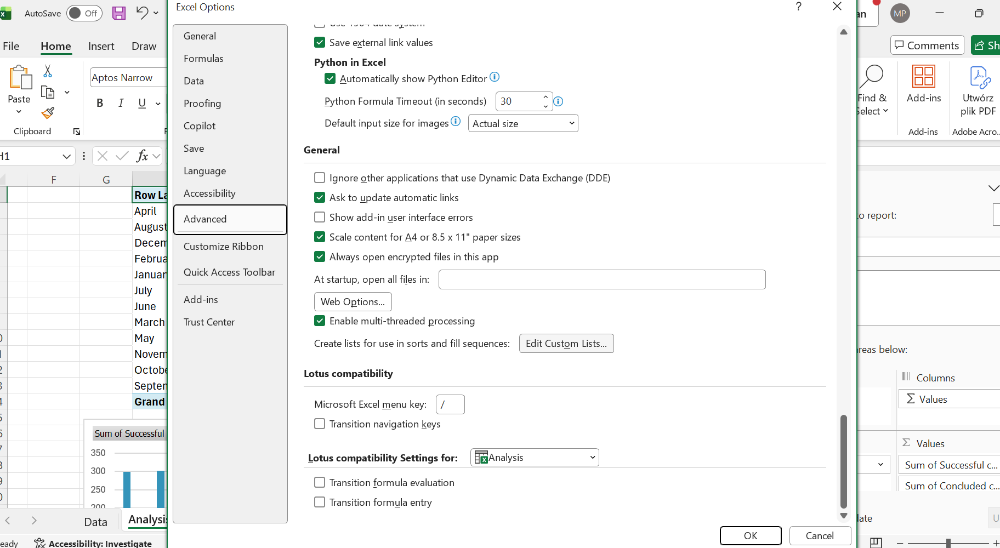 AutoSave Off
Excel Options
?
an
MP
File Home Insert Draw
Comments
Sh
Paste
Clipboard
Aptos Narrow
B I U
Find &
Select
Add-ins
Add-ins
Utwórz
plik PDF
Adobe Acro...
H1
fx
F G
Row La
April
August
Decem
Februa
Januar
July
June
March
May
Novem
Octobe
Septem
Grand
Sum of Successful
350
300
250
200
Data
Analysis
eady
Accessibility: Investigate
General
Formulas
Data
Proofing
Copilot
Save
Language
Accessibility
Advanced
Customize Ribbon
Quick Access Toolbar
Add-ins
Trust Center
Use 1904 date system
Save external link values
Python in Excel
Automatically show Python Editor
Python Formula Timeout (in seconds) 30
Default input size for images Actual size
General
Ignore other applications that use Dynamic Data Exchange (DDE)
Ask to update automatic links
Show add-in user interface errors
Scale content for A4 or 8.5 x 11" paper sizes
Always open encrypted files in this app
At startup, open all files in:
Web Options...
Enable multi-threaded processing
Create lists for use in sorts and fill sequences: Edit Custom Lists...
Lotus compatibility
Microsoft Excel menu key: /
Transition navigation keys
Lotus compatibility Settings for: Analysis
Transition formula evaluation
Transition formula entry
OK Cancel
to report:
areas below:
Columns
Σ Values
Σ Values
Sum of Successful c...
Sum of Concluded c...
date
U